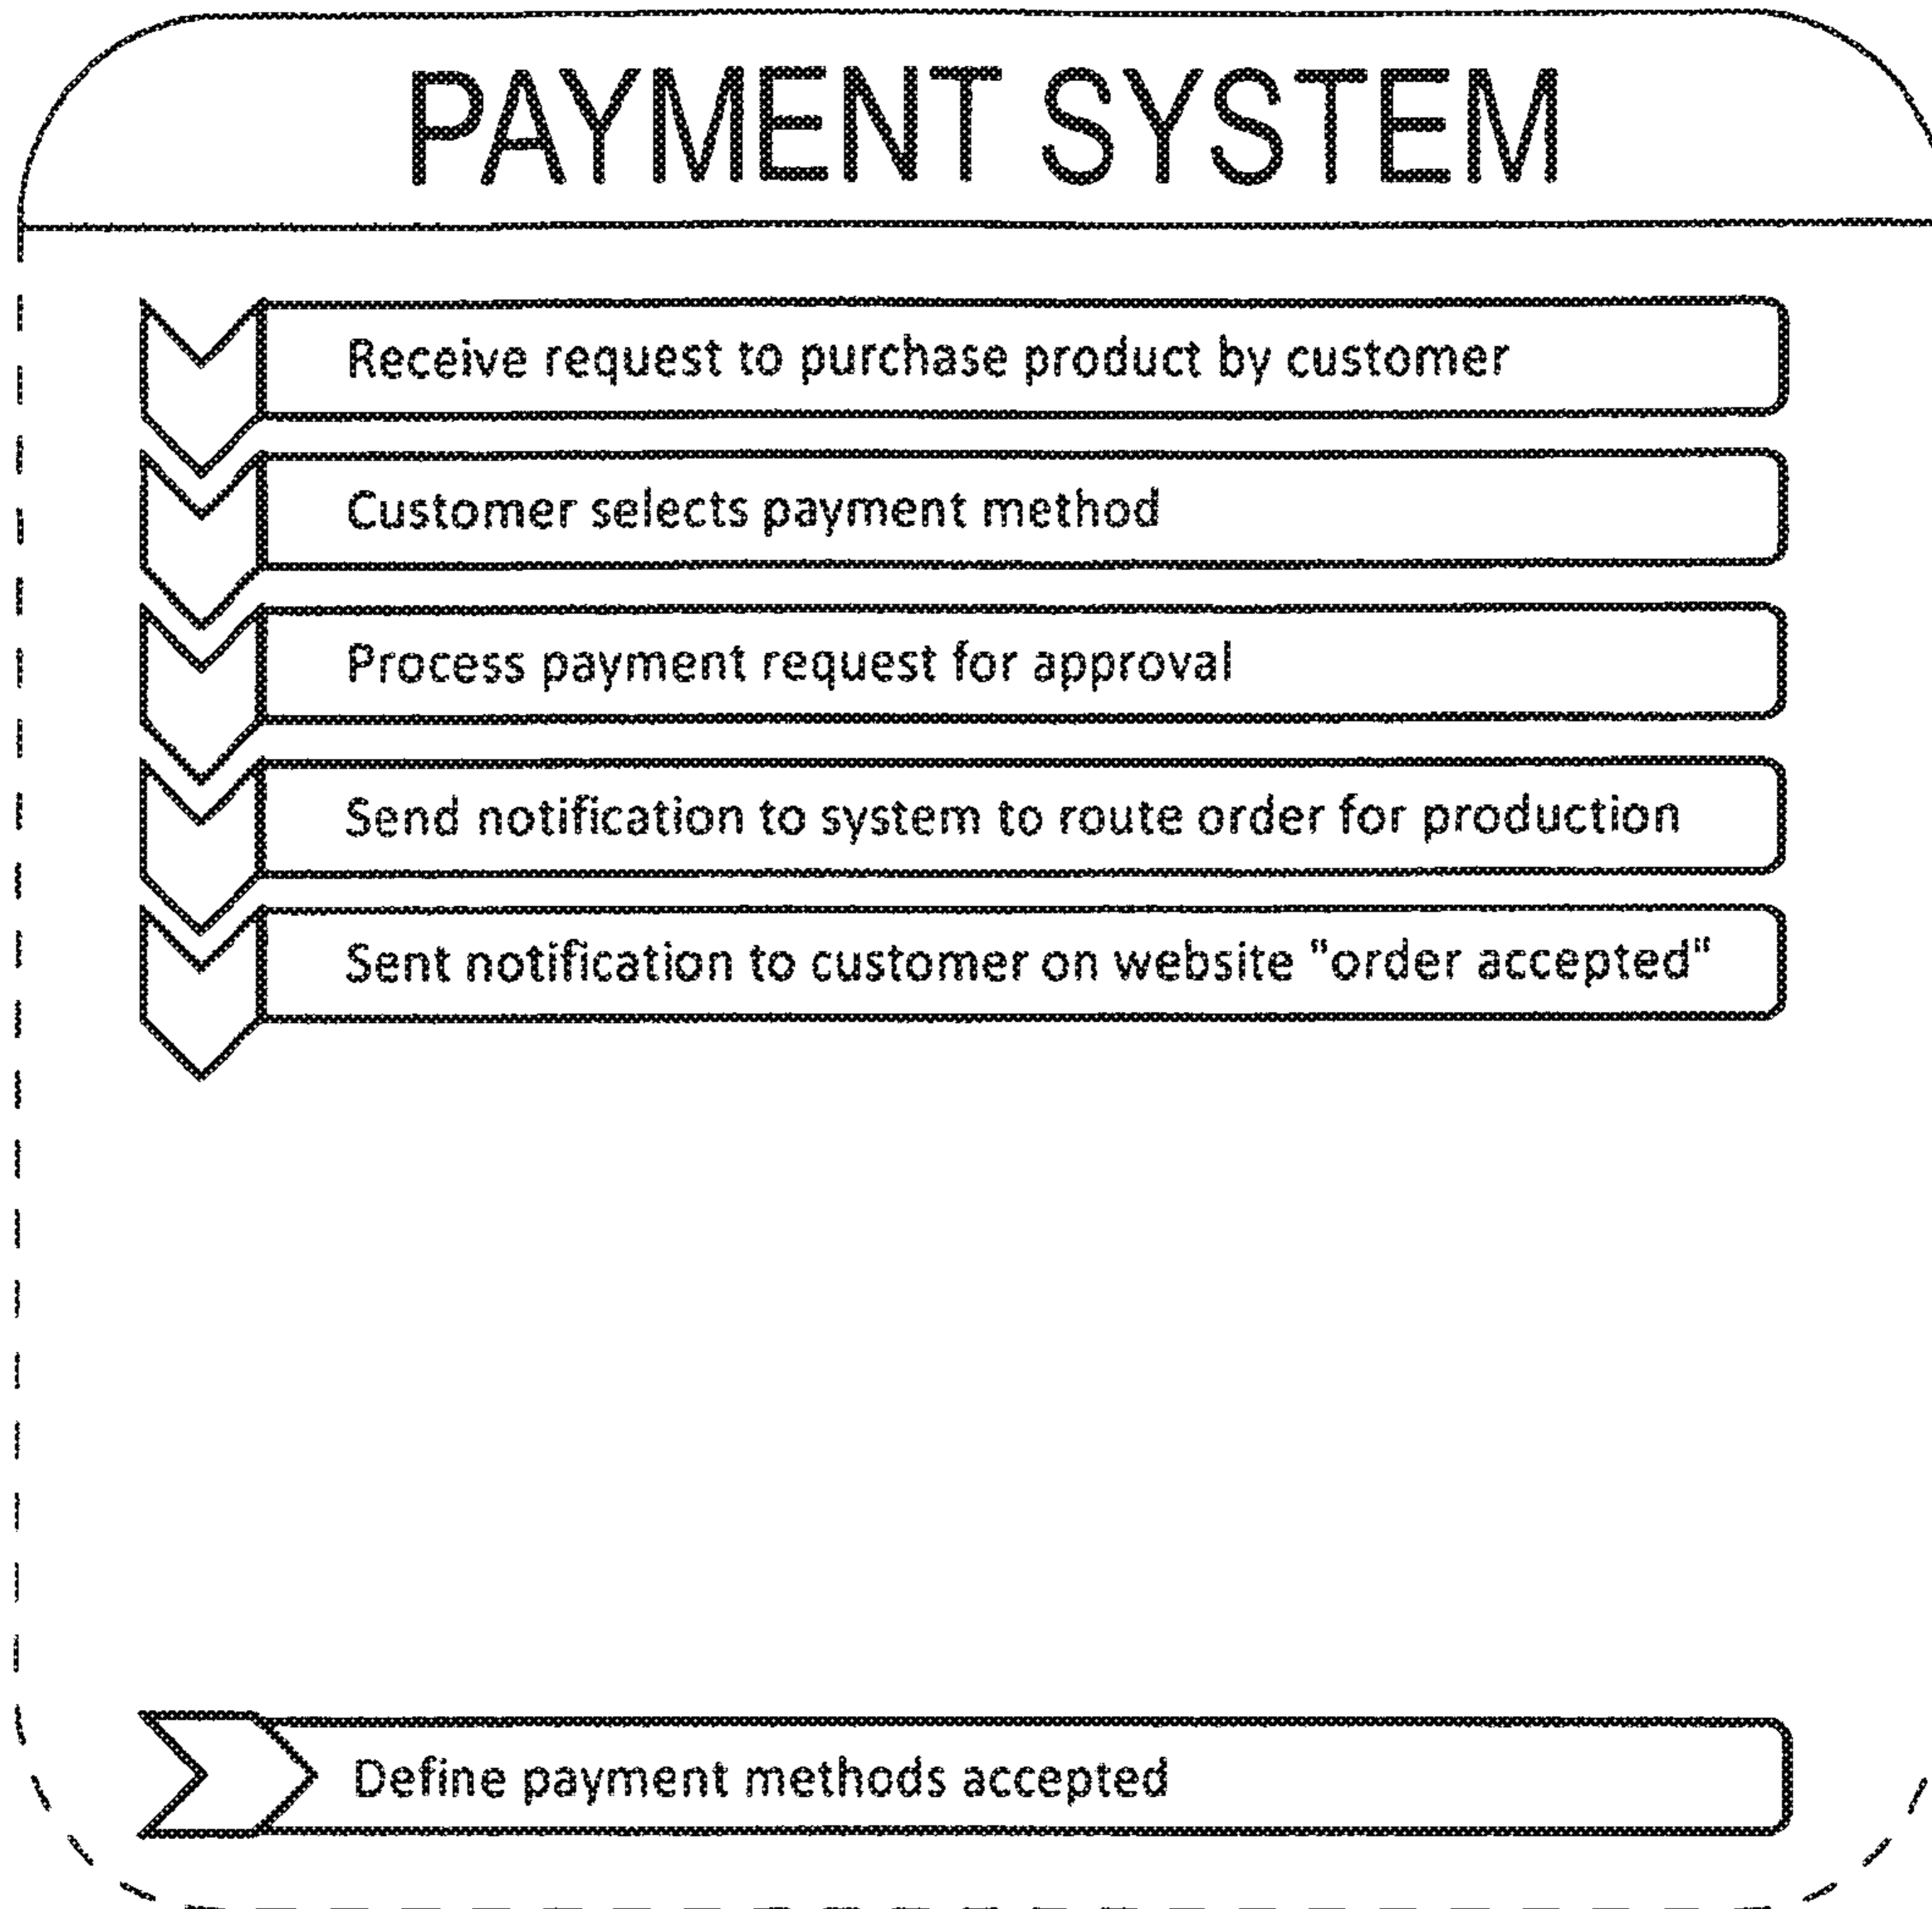 PAYMENT SYSTEM
Receive request to purchase product by customer
Customer selects payment method
Process payment request for approval
Send notification to system to route order for production
Sent notification to customer on website "order accepted"
Define payment methods accepted